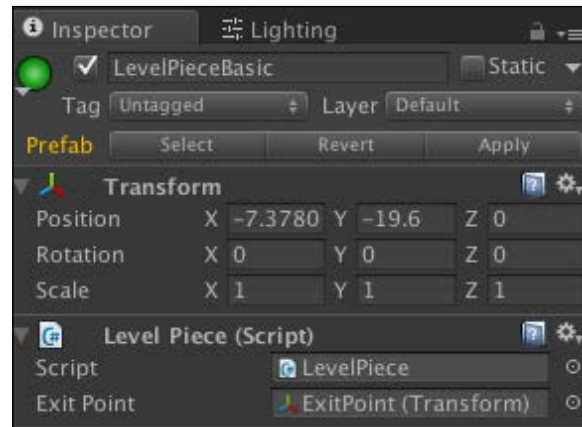 Inspector Lighting
LevelPieceBasic Static
Tag Untagged Layer Default
Prefab Select Revert Apply
Transform
Position X -7.3780 Y -19.6 Z 0
Rotation X 0 Y 0 Z 0
Scale X 1 Y 1 Z 1
C# Level Piece (Script)
Script LevelPiece
Exit Point ExitPoint (Transform)